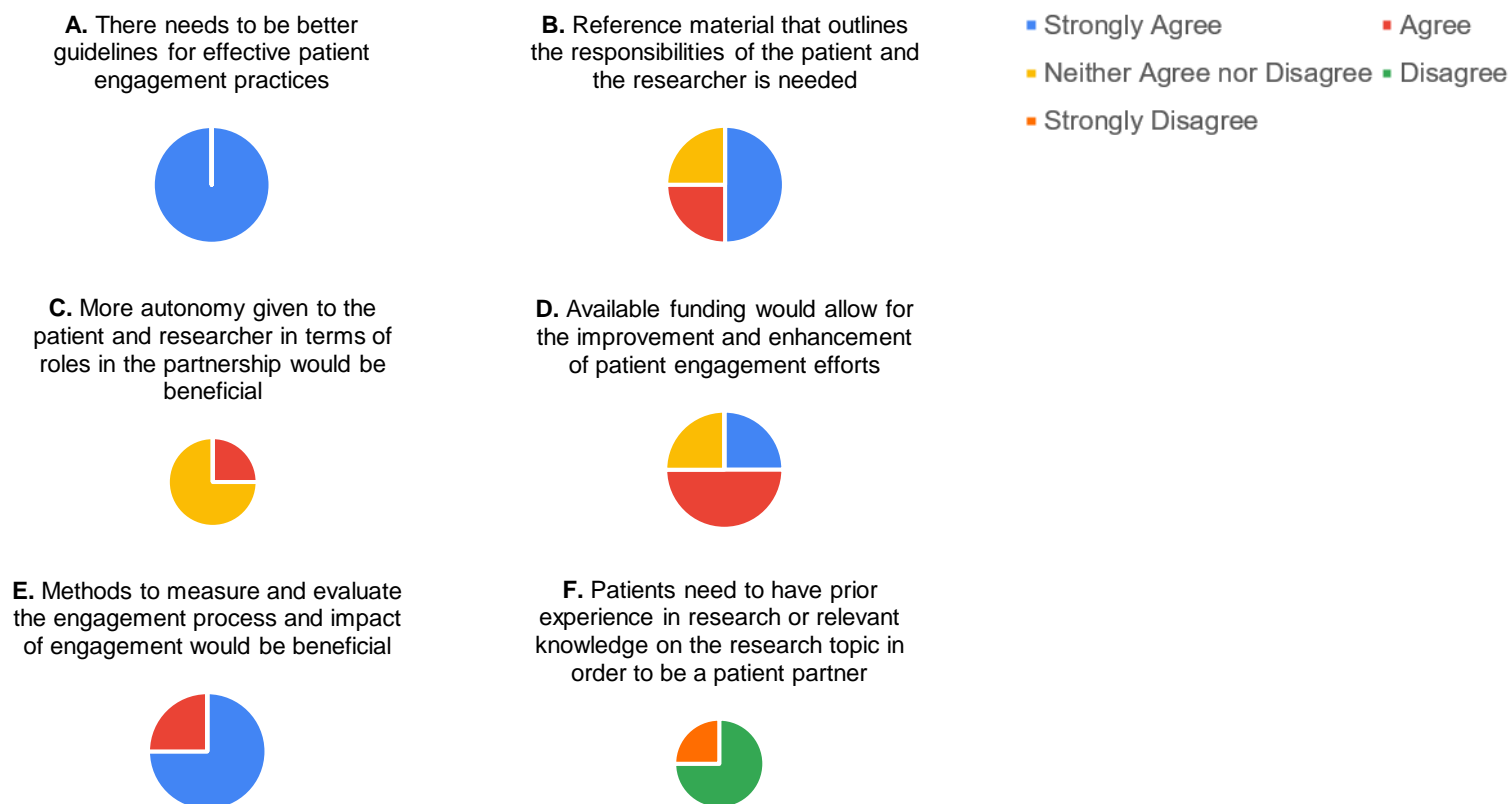 A. There needs to be better
guidelines for effective patient
engagement practices
B. Reference material that outlines
the responsibilities of the patient and
the researcher is needed
Strongly Agree
Agree
Neither Agree nor Disagree
Disagree
Strongly Disagree
C. More autonomy given to the
patient and researcher in terms of
roles in the partnership would be
beneficial
D. Available funding would allow for
the improvement and enhancement
of patient engagement efforts
E. Methods to measure and evaluate
the engagement process and impact
of engagement would be beneficial
F. Patients need to have prior
experience in research or relevant
knowledge on the research topic in
order to be a patient partner